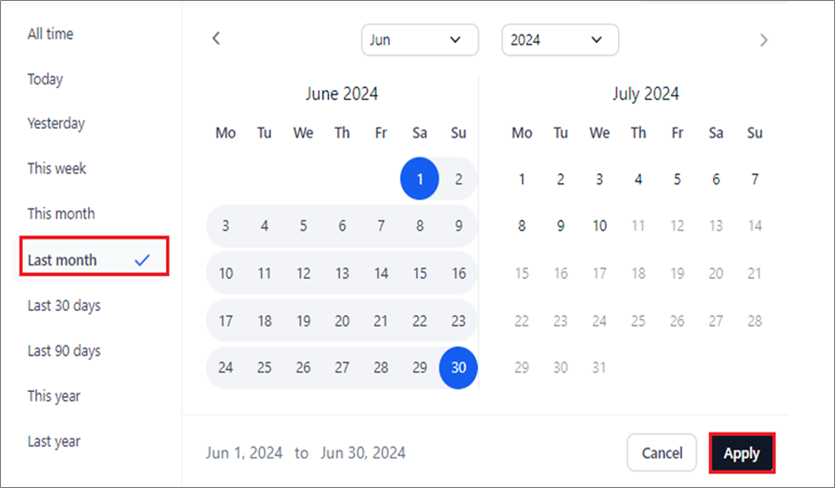 All time
Today
Yesterday
This week
This month
Last month
Last 30 days
Last 90 days
This year
Last year
Jun 2024
June 2024
Mo Tu We Th Fr Sa Su
1 2
3 4 5 6 7 8 9
10 11 12 13 14 15 16
17 18 19 20 21 22 23
24 25 26 27 28 29 30
July 2024
Mo Tu We Th Fr Sa Su
1 2 3 4 5 6 7
8 9 10 11 12 13 14
15 16 17 18 19 20 21
22 23 24 25 26 27 28
29 30 31
Jun 1, 2024 to Jun 30, 2024
Cancel Apply